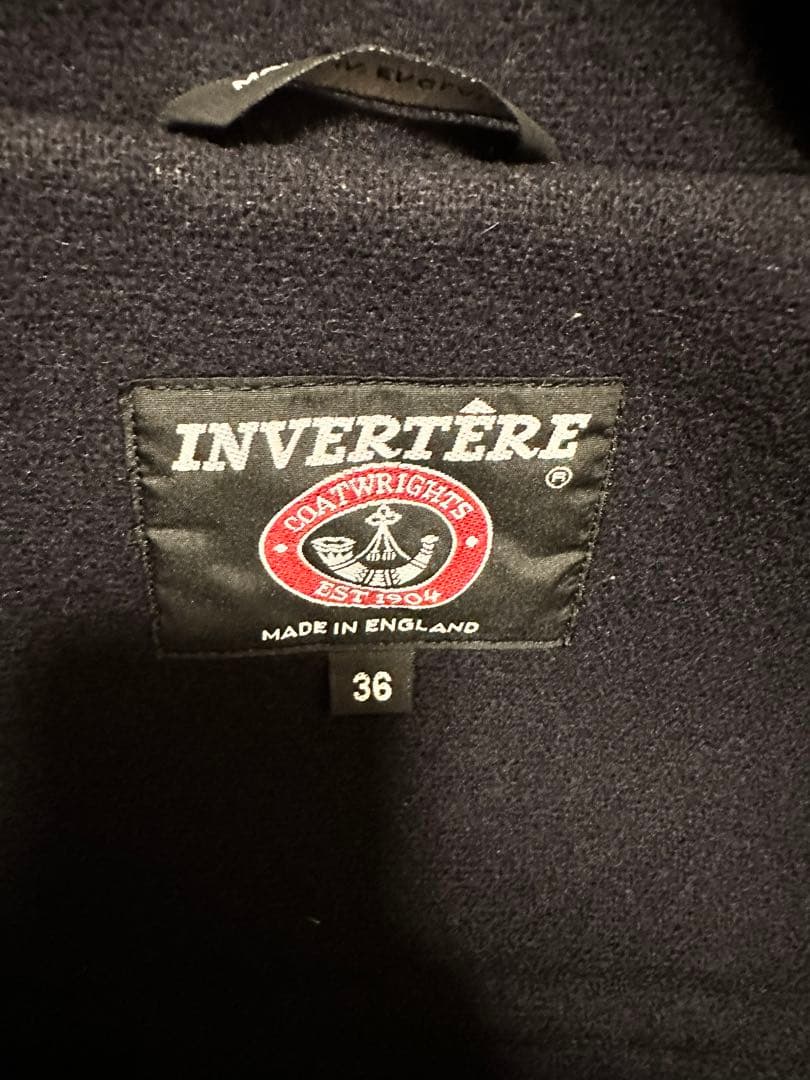 INVERTÊRE
®
COATWRIGHTS
EST 1904
MADE IN ENGLAND
36